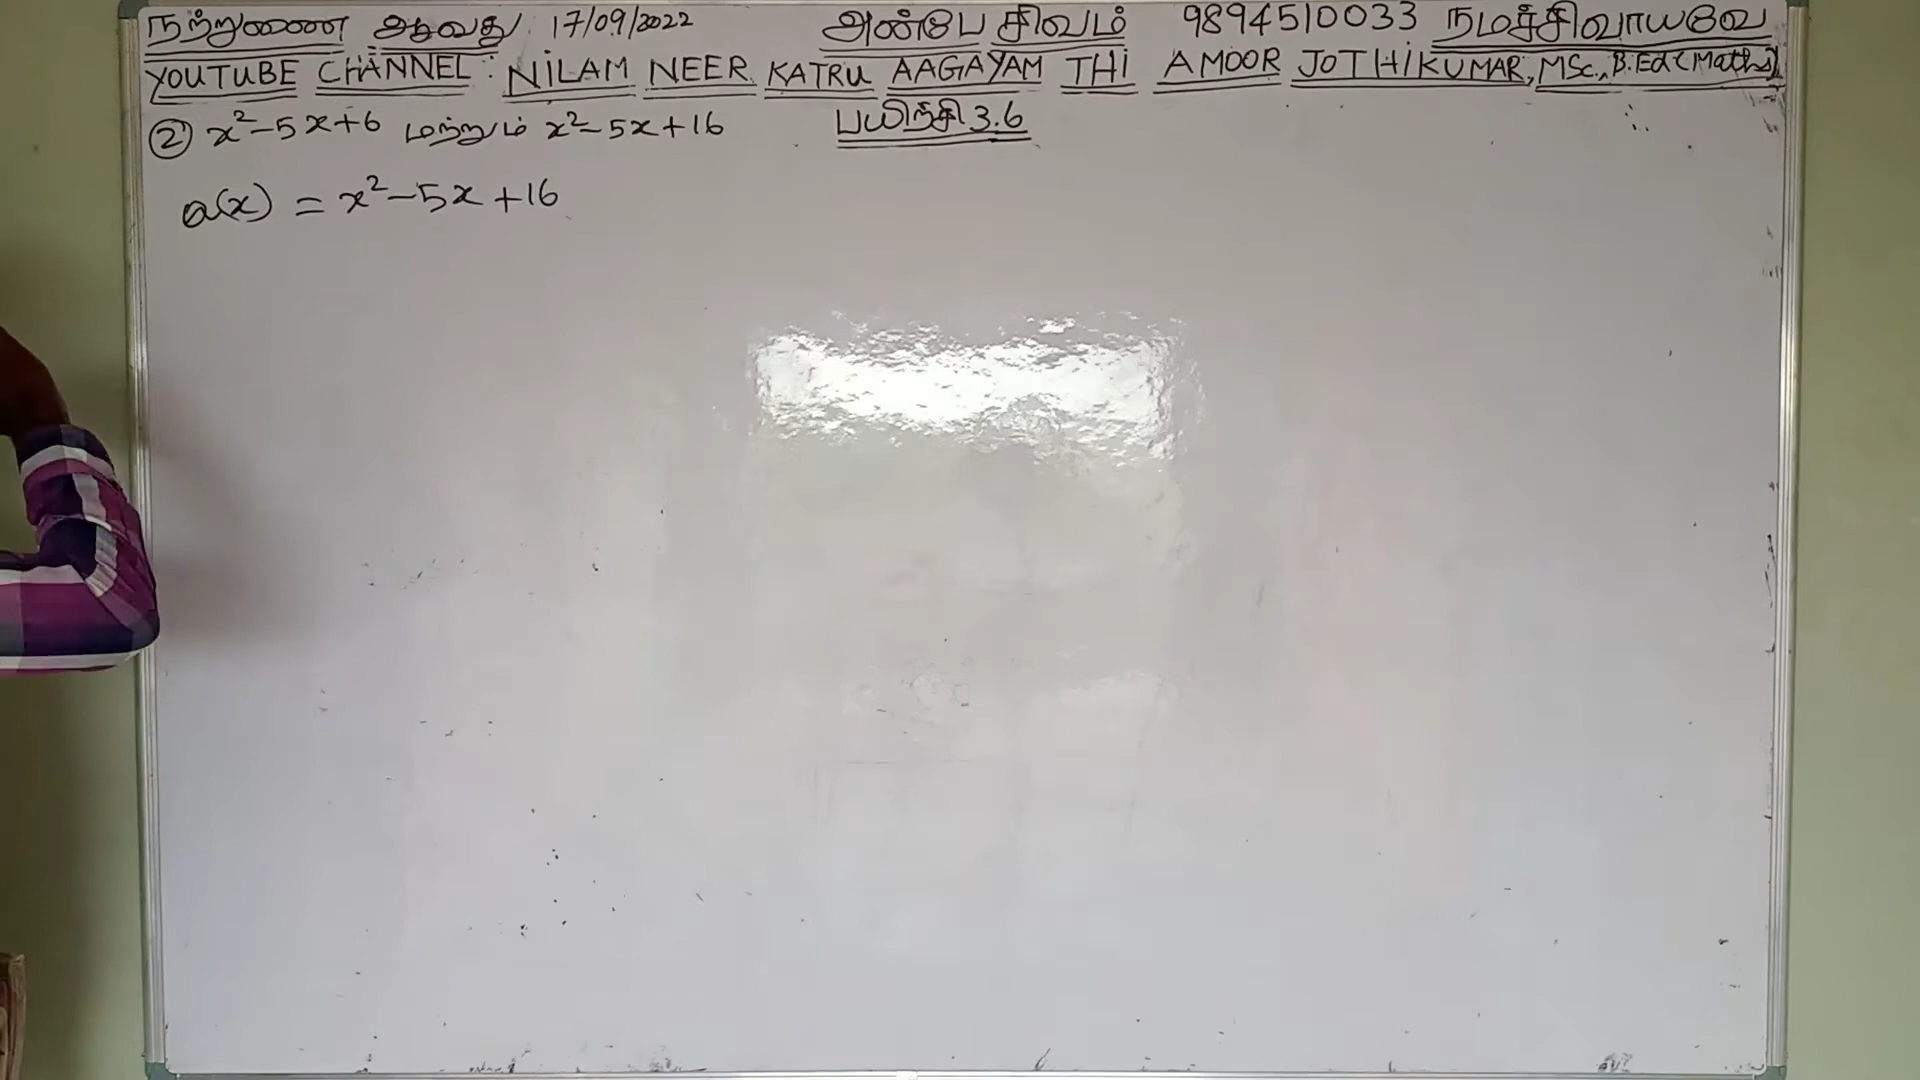 நற்றுணை ஆவது 17/09/2022 அன்பே சிவம் 9894510033 நமச்சிவாயவே
YOUTUBE CHANNEL : NILAM NEER KATRU AAGAYAM THI AMOOR JOTHIKUMAR, MSc., B.Ed (Maths)
② x²-5x+6 மற்றும் x²-5x+16 பயிற்சி 3.6
a(x) = x²-5x+16